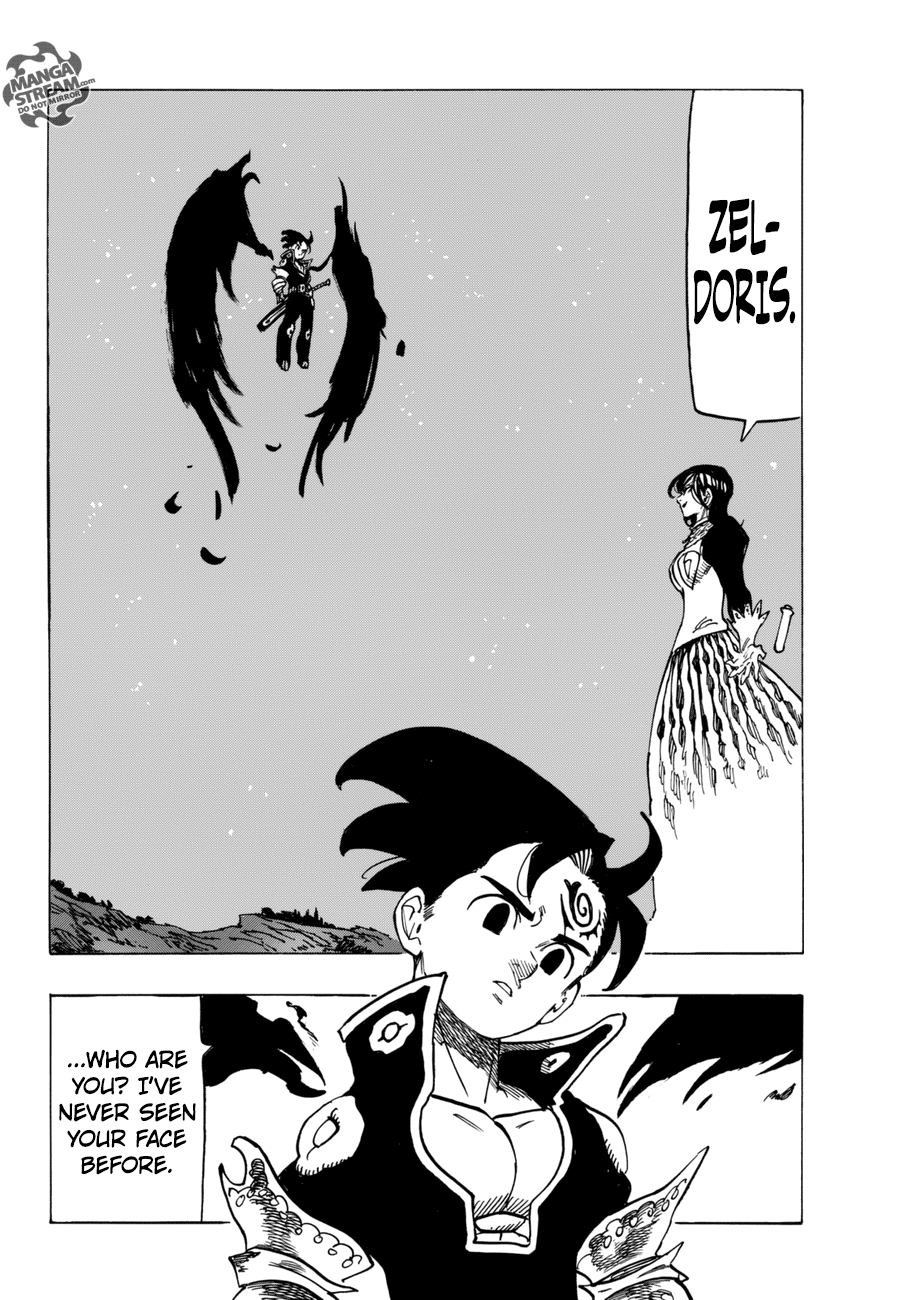 MANGA
STREAM.com
DO NOT MIRROR
ZEL-
DORIS.
...WHO ARE
YOU? I'VE
NEVER SEEN
YOUR FACE
BEFORE.